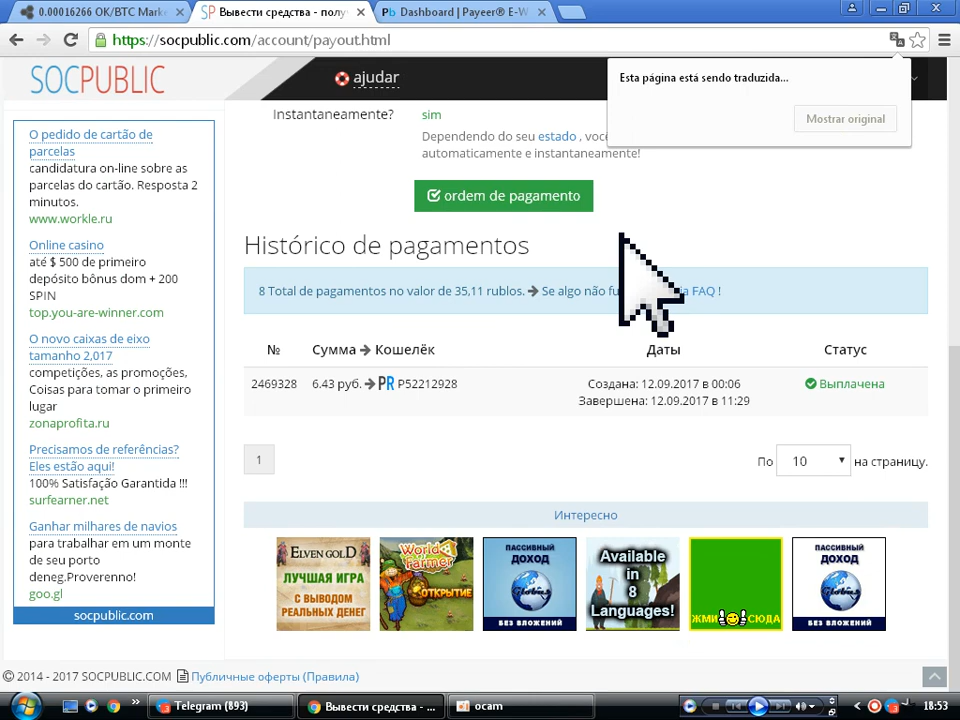 0.00016266 OK/BTC Marke
Вывести средства - полу
Dashboard | Payeer® E-W
https://socpublic.com/account/payout.html
SOCPUBLIC
ajudar
Esta página está sendo traduzida...
Mostrar original
Instantaneamente?
sim
Dependendo do seu estado , você
automaticamente e instantaneamente!
ordem de pagamento
O pedido de cartão de
parcelas
candidatura on-line sobre as
parcelas do cartão. Resposta 2
minutos.
www.workle.ru
Online casino
até $ 500 de primeiro
depósito bônus dom + 200
SPIN
top.you-are-winner.com
O novo caixas de eixo
tamanho 2,017
competições, as promoções,
Coisas para tomar o primeiro
lugar
zonaprofita.ru
Precisamos de referências?
Eles estão aqui!
100% Satisfação Garantida !!!
surfearner.net
Ganhar milhares de navios
para trabalhar em um monte
de seu porto
deneg.Proverenno!
goo.gl
socpublic.com
Histórico de pagamentos
8 Total de pagamentos no valor de 35,11 rublos. Se algo não FAQ !
№ Сумма Кошелёк Даты Статус
2469328 6.43 руб. PR P52212928 Создана: 12.09.2017 в 00:06 Выплачена
Завершена: 12.09.2017 в 11:29
1
По 10 на страницу.
Интересно
ELVEN GOLD
ЛУЧШАЯ ИГРА
С ВЫВОДОМ
РЕАЛЬНЫХ ДЕНЕГ
World
Farmer
ОТКРЫТИЕ
ПАССИВНЫЙ
ДОХОД
Globus
БЕЗ ВЛОЖЕНИЙ
Available
in
8
Languages!
ЖМИ СЮДА
ПАССИВНЫЙ
ДОХОД
Globus
БЕЗ ВЛОЖЕНИЙ
© 2014 - 2017 SOCPUBLIC.COM Публичные оферты (Правила)
Telegram (893)
Вывести средства - ...
ocam
18:53